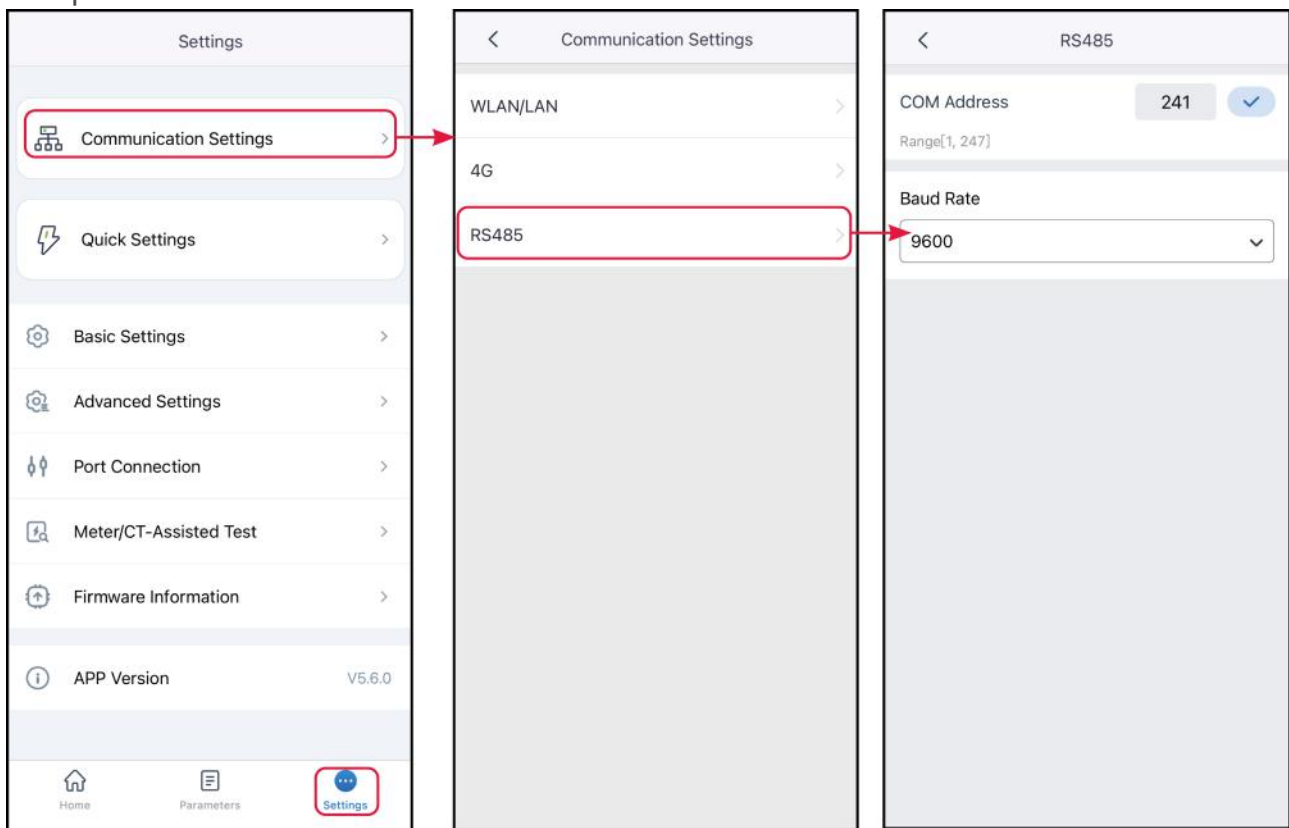 Settings
Communication Settings
Quick Settings
Basic Settings
Advanced Settings
Port Connection
Meter/CT-Assisted Test
Firmware Information
APP Version V5.6.0
Home Parameters Settings
Communication Settings
WLAN/LAN
4G
RS485
RS485
COM Address 241
Range[1, 247]
Baud Rate
9600